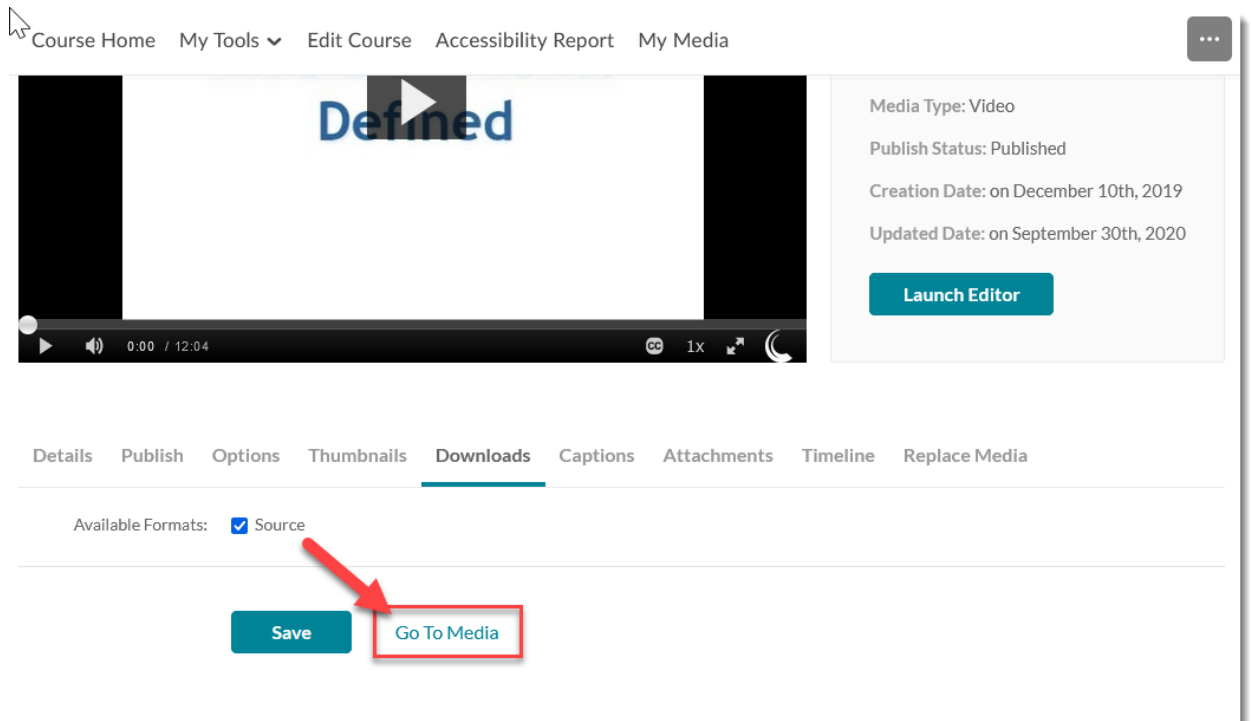 Course Home My Tools Edit Course Accessibility Report My Media ...
Defined
Media Type: Video
Publish Status: Published
Creation Date: on December 10th, 2019
Updated Date: on September 30th, 2020
Launch Editor
0:00 / 12:04 CC 1x
Details Publish Options Thumbnails Downloads Captions Attachments Timeline Replace Media
Available Formats: Source
Save Go To Media